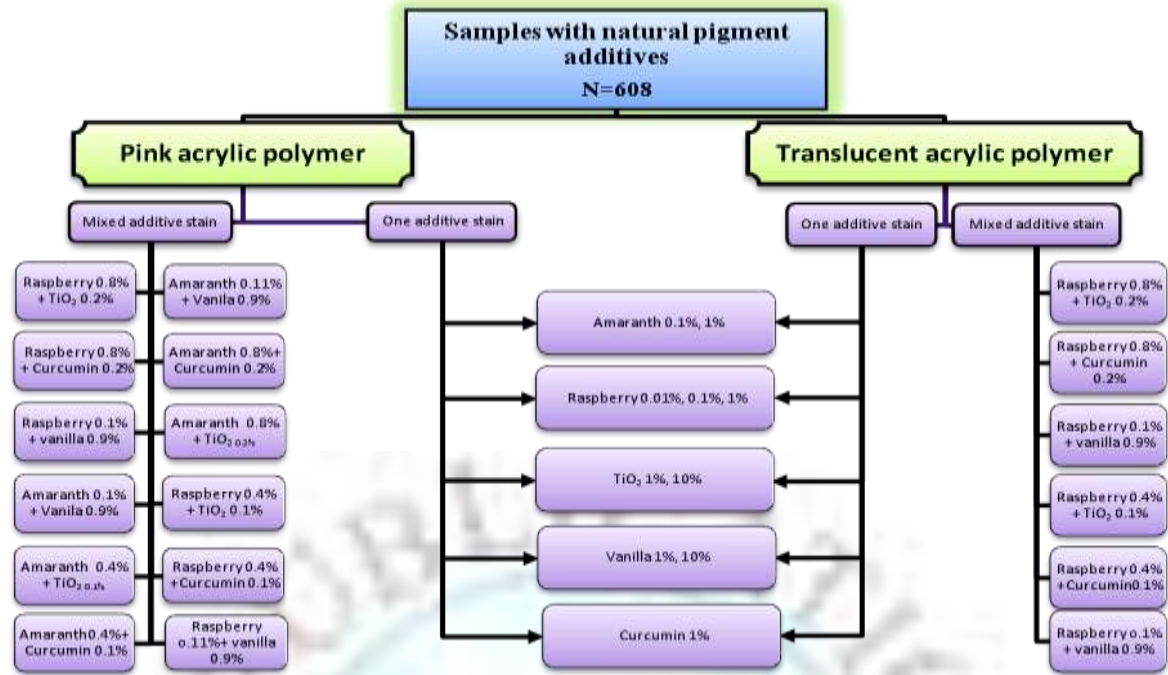 Samples with natural pigment
additives
N=608
Pink acrylic polymer
Translucent acrylic polymer
Mixed additive stain
One additive stain
One additive stain
Mixed additive stain
Raspberry 0.8%
+ TiO₂ 0.2%
Amaranth 0.11%
+ Vanila 0.9%
Raspberry 0.8%
+ Curcumin 0.2%
Amaranth 0.8%+
Curcumin 0.2%
Raspberry 0.1%
+ vanilla 0.9%
Amaranth 0.8%
+ TiO₂
Amaranth 0.1%
+ Vanila 0.9%
Raspberry 0.4%
+ TiO₂ 0.1%
Amaranth 0.4%
+ TiO₂
Raspberry 0.4%
+Curcumin 0.1%
Amaranth 0.4%+
Curcumin 0.1%
Raspberry
o.11%+ vanilla
0.9%
Amaranth 0.1%, 1%
Raspberry 0.01%, 0.1%, 1%
TiO₂ 1%, 10%
Vanilla 1%, 10%
Curcumin 1%
Raspberry 0.8%
+ TiO₂ 0.2%
Raspberry 0.8%
+ Curcumin
0.2%
Raspberry 0.1%
+ vanilla 0.9%
Raspberry 0.4%
+ TiO₂ 0.1%
Raspberry 0.4%
+Curcumin0.1%
Raspberry o.1%
+ vanilla 0.9%